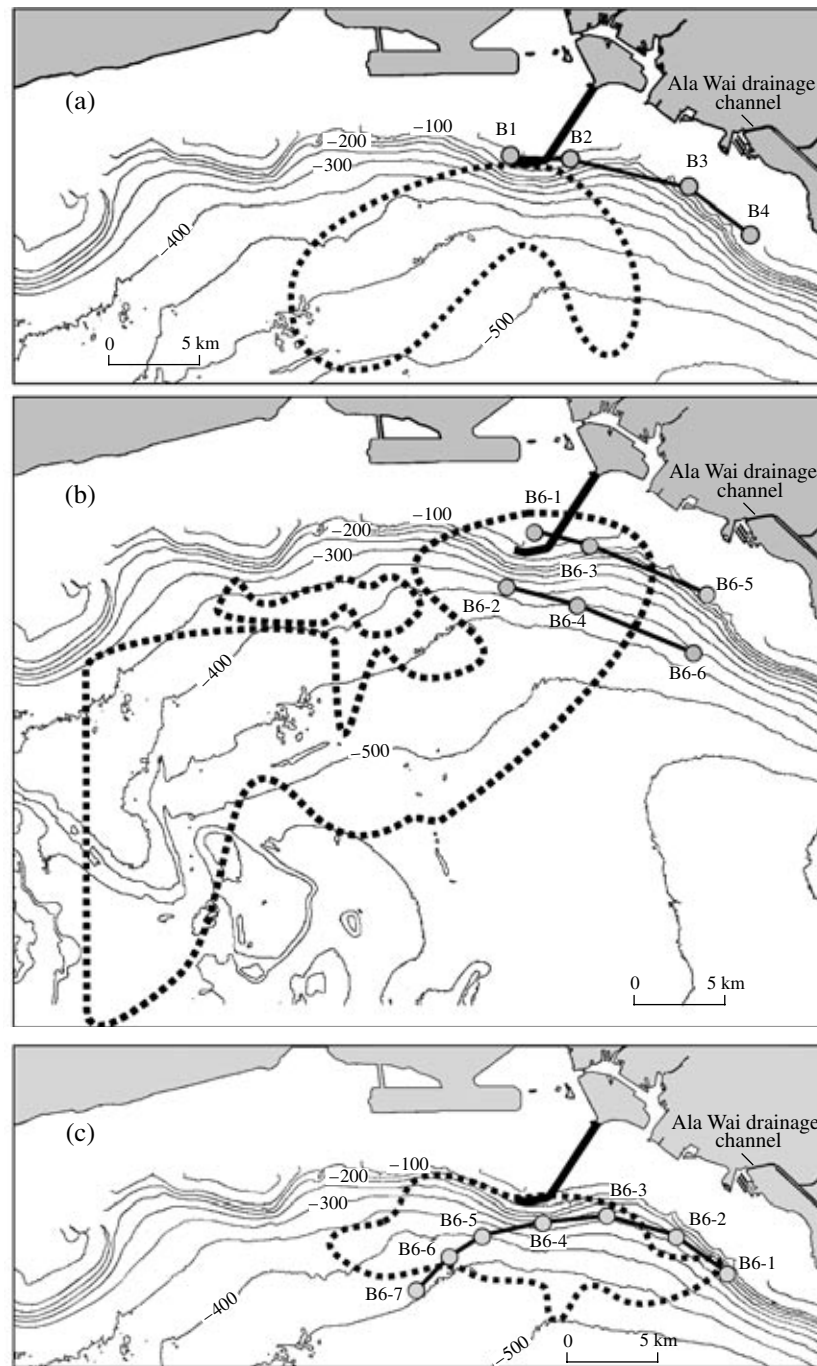 (a)
Ala Wai drainage
channel
B1
B2
B3
B4
−100
−200
−300
−400
−500
0 5 km
(b)
Ala Wai drainage
channel
B6-1
−100
−200
−300
B6-3
B6-5
B6-2
B6-4
B6-6
−400
−500
0 5 km
(c)
Ala Wai drainage
channel
−100
−200
−300
B6-3
B6-2
B6-5
B6-4
B6-1
B6-6
B6-7
−400
−500
0 5 km